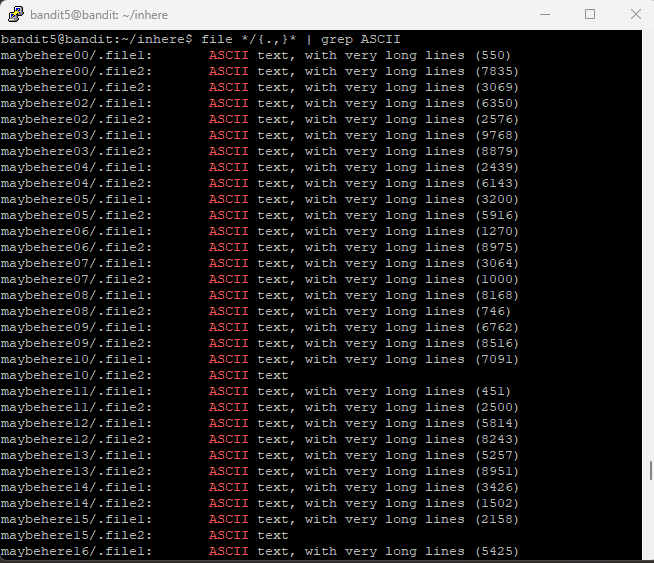 bandit5@bandit: ~/inhere
bandit5@bandit:~/inhere$ file */{.,}* | grep ASCII
maybehere00/.file1:       ASCII text, with very long lines (550)
maybehere00/.file2:       ASCII text, with very long lines (7835)
maybehere01/.file2:       ASCII text, with very long lines (3069)
maybehere02/.file1:       ASCII text, with very long lines (6350)
maybehere02/.file2:       ASCII text, with very long lines (2576)
maybehere03/.file1:       ASCII text, with very long lines (9768)
maybehere03/.file2:       ASCII text, with very long lines (8879)
maybehere04/.file1:       ASCII text, with very long lines (2439)
maybehere04/.file2:       ASCII text, with very long lines (6143)
maybehere05/.file1:       ASCII text, with very long lines (3200)
maybehere05/.file2:       ASCII text, with very long lines (5916)
maybehere06/.file1:       ASCII text, with very long lines (1270)
maybehere06/.file2:       ASCII text, with very long lines (8975)
maybehere07/.file1:       ASCII text, with very long lines (3064)
maybehere07/.file2:       ASCII text, with very long lines (1000)
maybehere08/.file1:       ASCII text, with very long lines (8168)
maybehere08/.file2:       ASCII text, with very long lines (746)
maybehere09/.file1:       ASCII text, with very long lines (6762)
maybehere09/.file2:       ASCII text, with very long lines (8516)
maybehere10/.file1:       ASCII text, with very long lines (7091)
maybehere10/.file2:       ASCII text
maybehere11/.file1:       ASCII text, with very long lines (451)
maybehere11/.file2:       ASCII text, with very long lines (2500)
maybehere12/.file1:       ASCII text, with very long lines (5814)
maybehere12/.file2:       ASCII text, with very long lines (8243)
maybehere13/.file1:       ASCII text, with very long lines (5257)
maybehere13/.file2:       ASCII text, with very long lines (8951)
maybehere14/.file1:       ASCII text, with very long lines (3426)
maybehere14/.file2:       ASCII text, with very long lines (1502)
maybehere15/.file1:       ASCII text, with very long lines (2158)
maybehere15/.file2:       ASCII text
maybehere16/.file1:       ASCII text, with very long lines (5425)